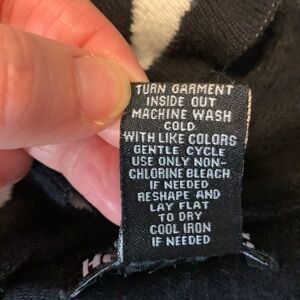 TURN GARMENT
INSIDE OUT
MACHINE WASH
COLD
WITH LIKE COLORS
GENTLE CYCLE
USE ONLY NON-
CHLORINE BLEACH
IF NEEDED
RESHAPE AND
LAY FLAT
TO DRY
COOL IRON
IF NEEDED